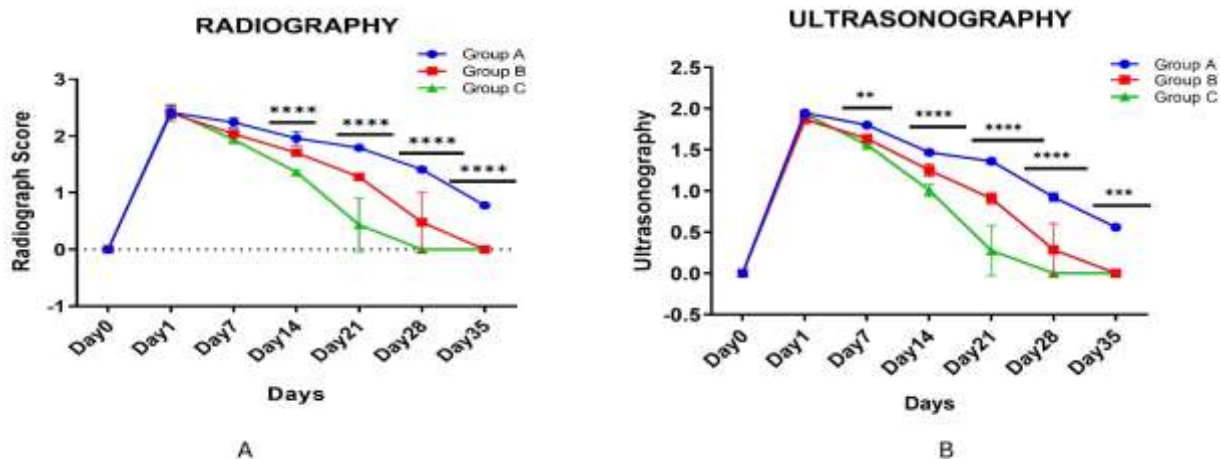 RADIOGRAPHY
Group A
Group B
Group C
Radiograph Score
3
2
1
0
-1
****
****
****
****
Day0
Day1
Day7
Day14
Day21
Day28
Day35
Days
A
ULTRASONOGRAPHY
Group A
Group B
Group C
Ultrasonography
2.5
2.0
1.5
1.0
0.5
0.0
-0.5
**
****
****
****
***
Day0
Day1
Day7
Day14
Day21
Day28
Day35
Days
B